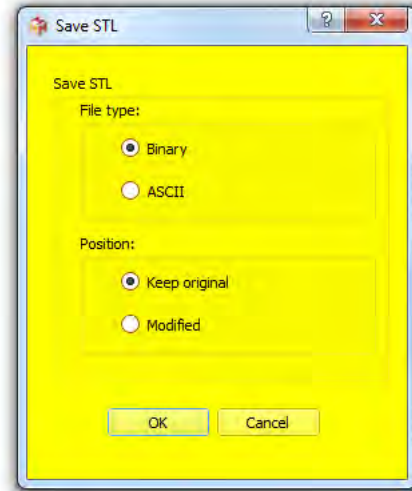 Save STL
?
Save STL
File type:
Binary
ASCII
Position:
Keep original
Modified
OK
Cancel